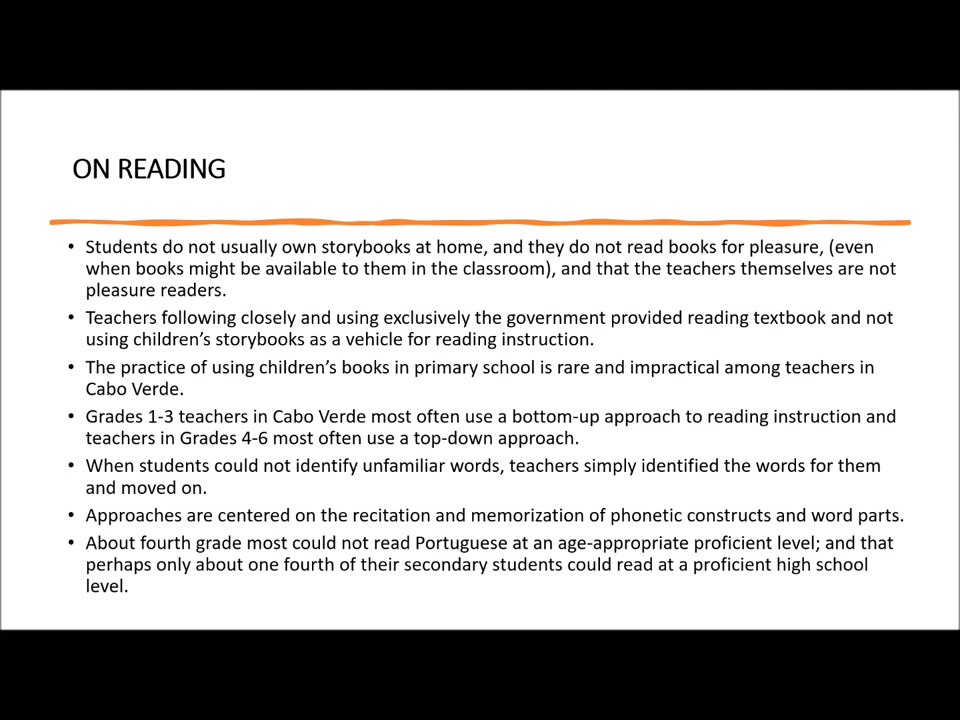 ON READING
• Students do not usually own storybooks at home, and they do not read books for pleasure, (even
when books might be available to them in the classroom), and that the teachers themselves are not
pleasure readers.
• Teachers following closely and using exclusively the government provided reading textbook and not
using children’s storybooks as a vehicle for reading instruction.
• The practice of using children’s books in primary school is rare and impractical among teachers in
Cabo Verde.
• Grades 1-3 teachers in Cabo Verde most often use a bottom-up approach to reading instruction and
teachers in Grades 4-6 most often use a top-down approach.
• When students could not identify unfamiliar words, teachers simply identified the words for them
and moved on.
• Approaches are centered on the recitation and memorization of phonetic constructs and word parts.
• About fourth grade most could not read Portuguese at an age-appropriate proficient level; and that
perhaps only about one fourth of their secondary students could read at a proficient high school
level.